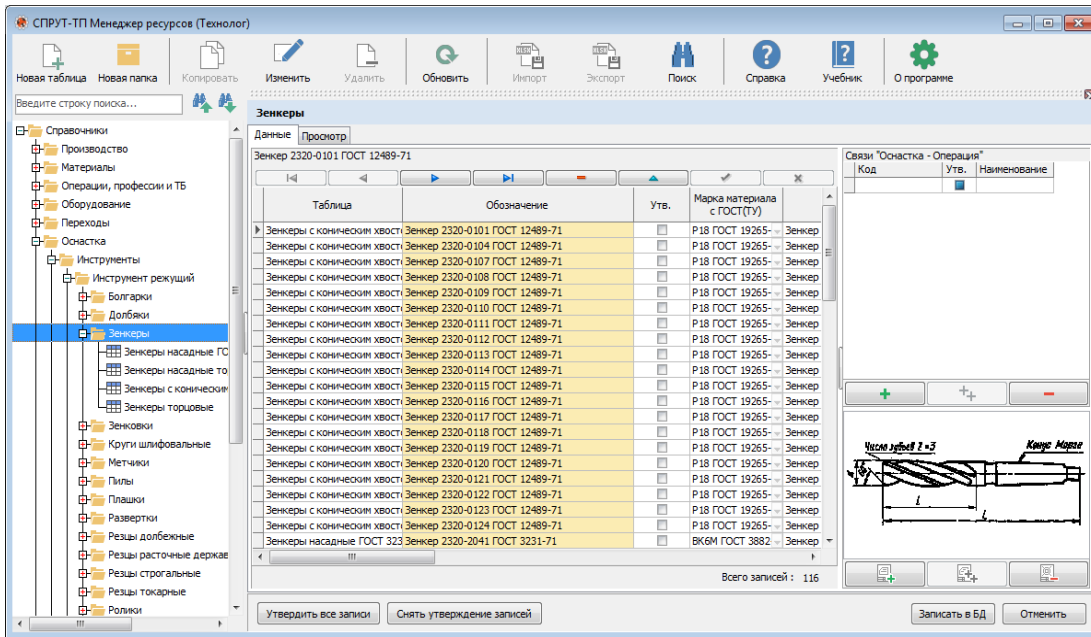 СПРУТ-ТП Менеджер ресурсов (Технолог)
Новая таблица Новая папка Копировать Изменить Удалить Обновить Импорт Экспорт Поиск Справка Учебник О программе
Введите строку поиска...
Справочники
Производство
Материалы
Операции, профессии и ТБ
Оборудование
Переходы
Оснастка
Инструменты
Инструмент режущий
Болгарки
Долбяки
Зенкеры
Зенкеры насадные ГО
Зенкеры насадные то
Зенкеры с конически
Зенкеры торцовые
Зенковки
Круги шлифовальные
Метчики
Пилы
Плашки
Развертки
Резцы долбежные
Резцы расточные держав
Резцы строгальные
Резцы токарные
Ролики
Зенкеры
Данные Просмотр
Зенкер 2320-0101 ГОСТ 12489-71
Таблица Обозначение Утв. Марка материала
с ГОСТ(ТУ)
Зенкеры с коническим хвост Зенкер 2320-0101 ГОСТ 12489-71 Р18 ГОСТ 19265- Зенкер
Зенкеры с коническим хвост Зенкер 2320-0104 ГОСТ 12489-71 Р18 ГОСТ 19265- Зенкер
Зенкеры с коническим хвост Зенкер 2320-0107 ГОСТ 12489-71 Р18 ГОСТ 19265- Зенкер
Зенкеры с коническим хвост Зенкер 2320-0108 ГОСТ 12489-71 Р18 ГОСТ 19265- Зенкер
Зенкеры с коническим хвост Зенкер 2320-0109 ГОСТ 12489-71 Р18 ГОСТ 19265- Зенкер
Зенкеры с коническим хвост Зенкер 2320-0110 ГОСТ 12489-71 Р18 ГОСТ 19265- Зенкер
Зенкеры с коническим хвост Зенкер 2320-0111 ГОСТ 12489-71 Р18 ГОСТ 19265- Зенкер
Зенкеры с коническим хвост Зенкер 2320-0112 ГОСТ 12489-71 Р18 ГОСТ 19265- Зенкер
Зенкеры с коническим хвост Зенкер 2320-0113 ГОСТ 12489-71 Р18 ГОСТ 19265- Зенкер
Зенкеры с коническим хвост Зенкер 2320-0114 ГОСТ 12489-71 Р18 ГОСТ 19265- Зенкер
Зенкеры с коническим хвост Зенкер 2320-0115 ГОСТ 12489-71 Р18 ГОСТ 19265- Зенкер
Зенкеры с коническим хвост Зенкер 2320-0116 ГОСТ 12489-71 Р18 ГОСТ 19265- Зенкер
Зенкеры с коническим хвост Зенкер 2320-0117 ГОСТ 12489-71 Р18 ГОСТ 19265- Зенкер
Зенкеры с коническим хвост Зенкер 2320-0118 ГОСТ 12489-71 Р18 ГОСТ 19265- Зенкер
Зенкеры с коническим хвост Зенкер 2320-0119 ГОСТ 12489-71 Р18 ГОСТ 19265- Зенкер
Зенкеры с коническим хвост Зенкер 2320-0120 ГОСТ 12489-71 Р18 ГОСТ 19265- Зенкер
Зенкеры с коническим хвост Зенкер 2320-0121 ГОСТ 12489-71 Р18 ГОСТ 19265- Зенкер
Зенкеры с коническим хвост Зенкер 2320-0122 ГОСТ 12489-71 Р18 ГОСТ 19265- Зенкер
Зенкеры с коническим хвост Зенкер 2320-0123 ГОСТ 12489-71 Р18 ГОСТ 19265- Зенкер
Зенкеры с коническим хвост Зенкер 2320-0124 ГОСТ 12489-71 Р18 ГОСТ 19265- Зенкер
Зенкеры насадные ГОСТ 323 Зенкер 2320-2041 ГОСТ 3231-71 ВК6М ГОСТ 3882 Зенкер
Всего записей : 116
Связи "Оснастка - Операция"
Код Утв. Наименование
Число зубьев Z=3 Конус Морзе
l
L
Утвердить все записи Снять утверждение записей Записать в БД Отменить